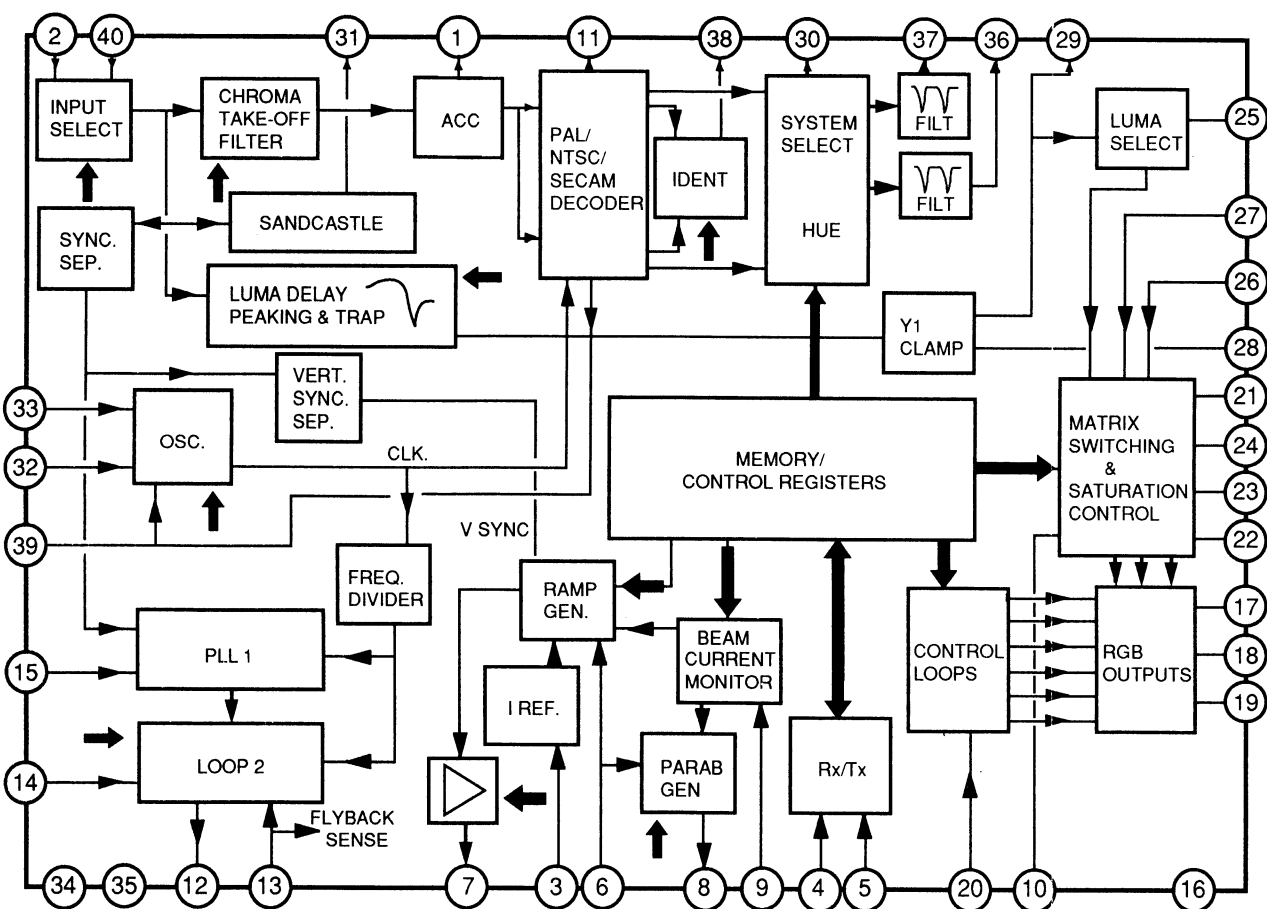 2
40
31
1
11
38
30
37
36
29
INPUT
SELECT
CHROMA
TAKE-OFF
FILTER
ACC
PAL/
NTSC/
SECAM
DECODER
IDENT
SYSTEM
SELECT
HUE
FILT
FILT
LUMA
SELECT
25
SYNC.
SEP.
SANDCASTLE
27
LUMA DELAY
PEAKING & TRAP
26
Y1
CLAMP
28
VERT.
SYNC.
SEP.
33
OSC.
32
CLK.
MEMORY/
CONTROL REGISTERS
MATRIX
SWITCHING
&
SATURATION
CONTROL
21
24
23
22
39
V SYNC
FREQ.
DIVIDER
RAMP
GEN.
BEAM
CURRENT
MONITOR
CONTROL
LOOPS
RGB
OUTPUTS
17
18
19
15
PLL 1
I REF.
14
LOOP 2
PARAB
GEN
Rx/Tx
FLYBACK
SENSE
34
35
12
13
7
3
6
8
9
4
5
20
10
16